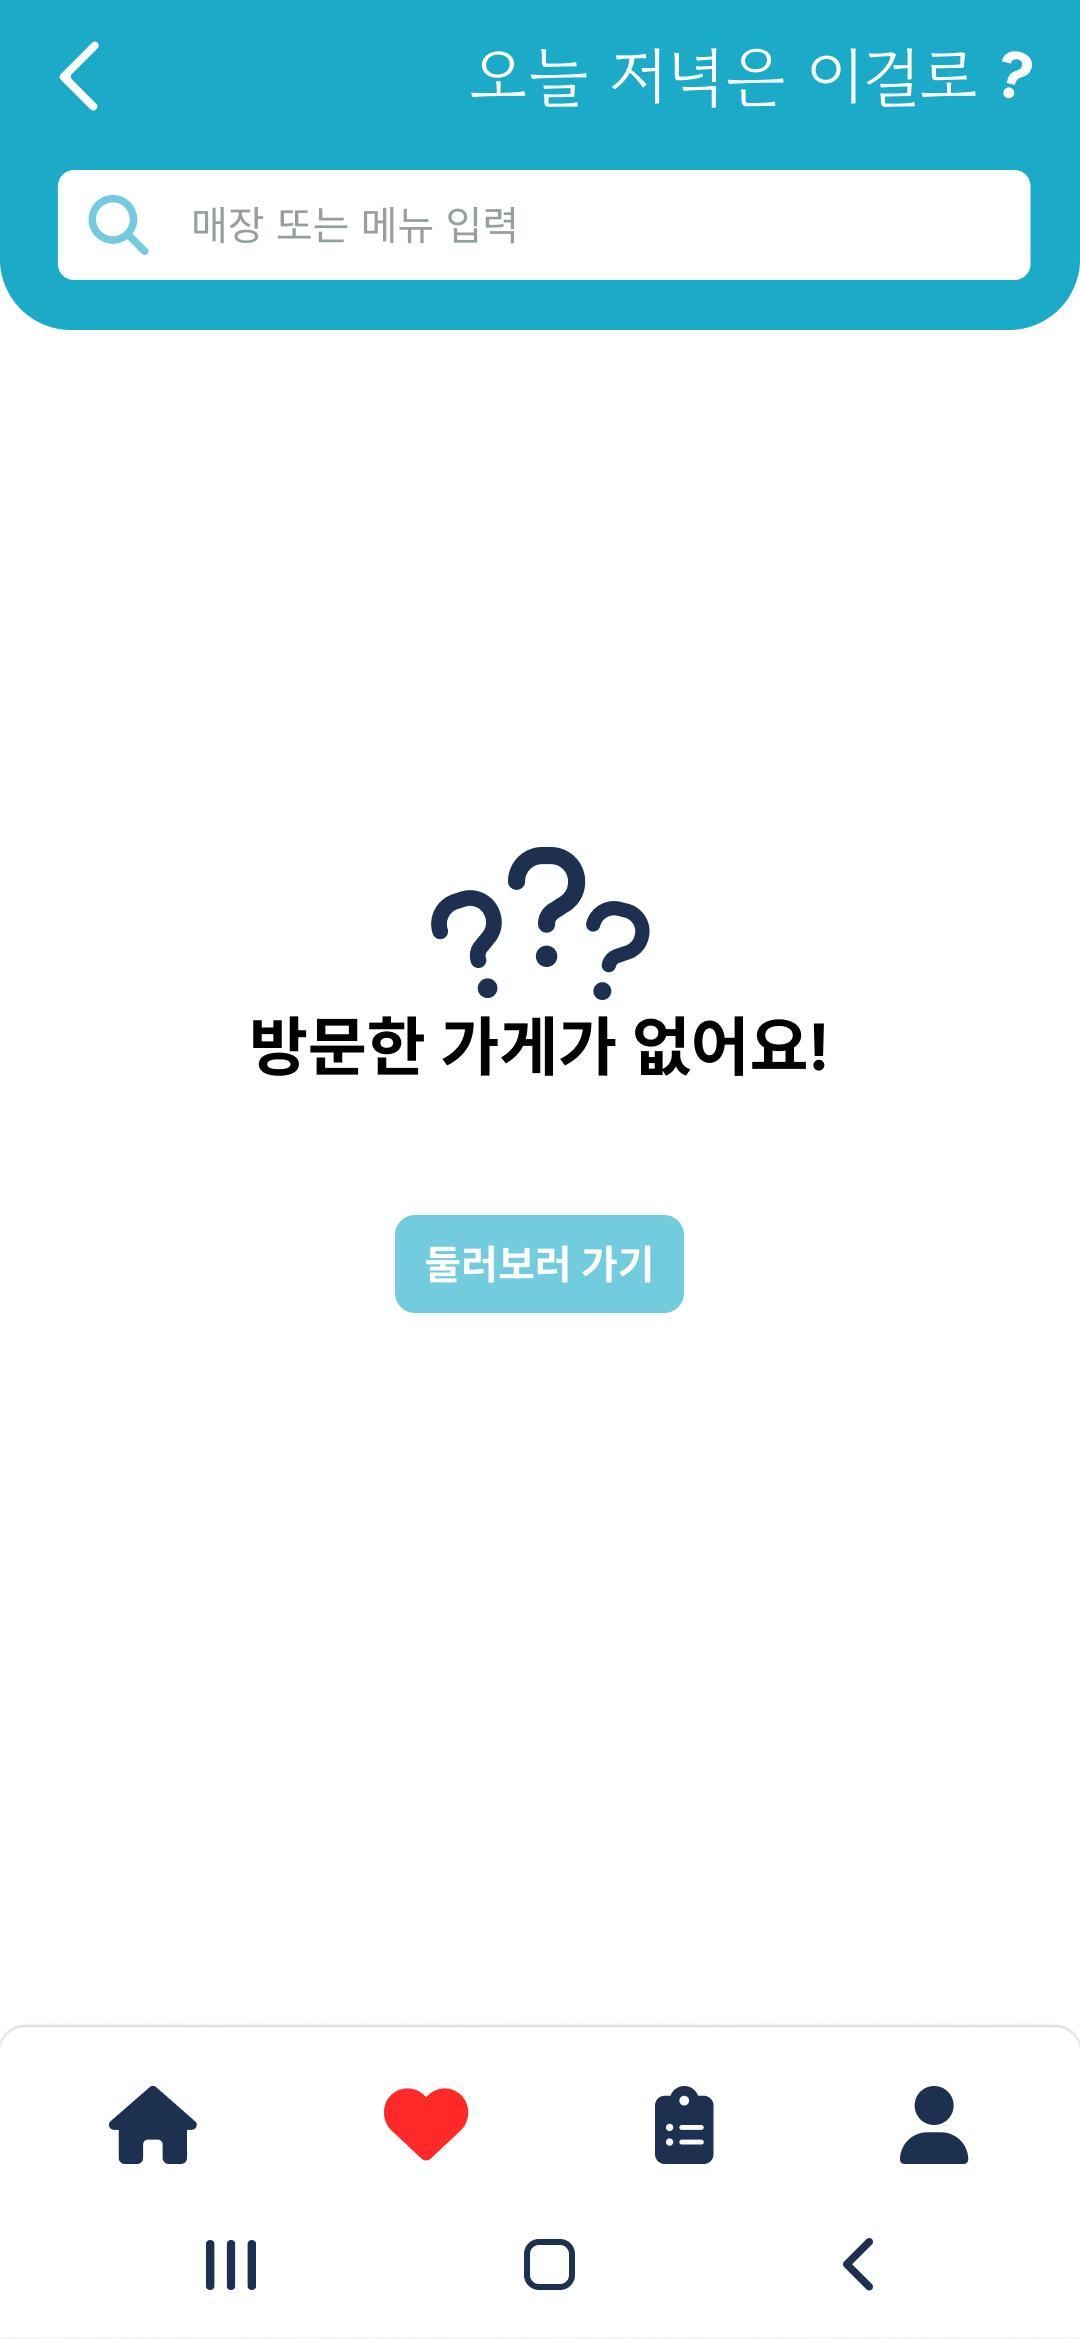 오늘 저녁은 이걸로 ?
매장 또는 메뉴 입력
???
방문한 가게가 없어요!
둘러보러 가기